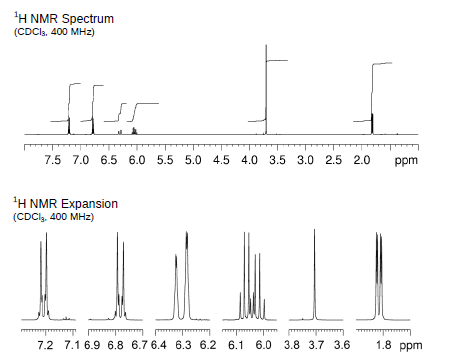 ¹H NMR Spectrum
(CDCl₃, 400 MHz)
7.5 7.0 6.5 6.0 5.5 5.0 4.5 4.0 3.5 3.0 2.5 2.0 ppm
¹H NMR Expansion
(CDCl₃, 400 MHz)
7.2 7.1 6.9 6.8 6.7 6.4 6.3 6.2 6.1 6.0 3.8 3.7 3.6 1.8 ppm